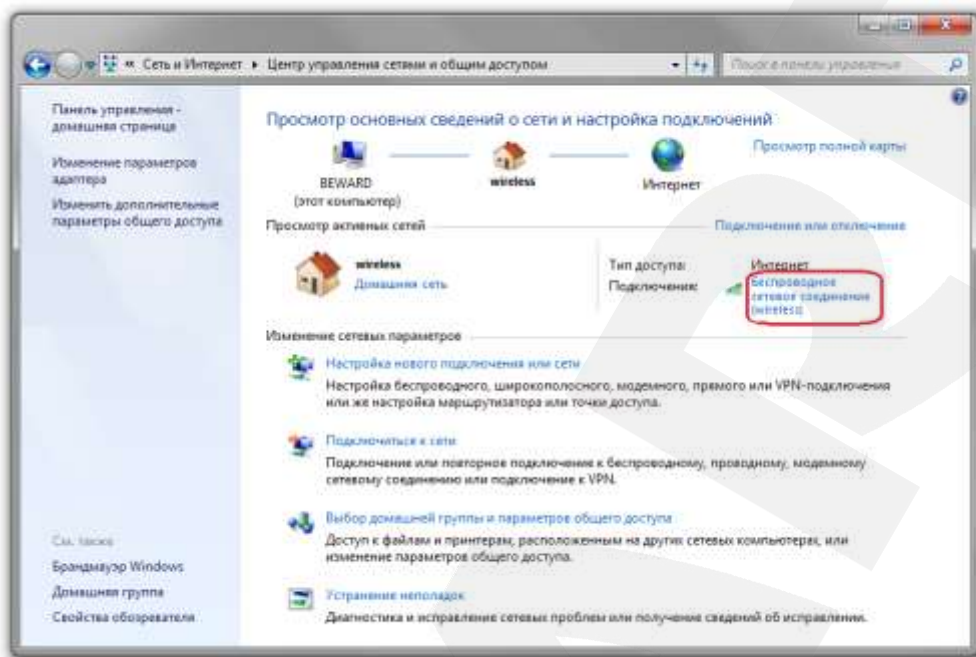 « Сеть и Интернет ▸ Центр управления сетями и общим доступом
Поиск в панели управления
Панель управления -
домашняя страница
Изменение параметров
адаптера
Изменить дополнительные
параметры общего доступа
Просмотр основных сведений о сети и настройка подключений
Просмотр полной карты
BEWARD
(этот компьютер)
wireless
Интернет
Просмотр активных сетей
Подключение или отключение
wireless
Домашняя сеть
Тип доступа: Интернет
Подключения: Беспроводное
сетевое соединение
(wireless)
Изменение сетевых параметров
Настройка нового подключения или сети
Настройка беспроводного, широкополосного, модемного, прямого или VPN-подключения
или же настройка маршрутизатора или точки доступа.
Подключиться к сети
Подключение или повторное подключение к беспроводному, проводному, модемному
сетевому соединению или подключение к VPN.
Выбор домашней группы и параметров общего доступа
Доступ к файлам и принтерам, расположенным на других сетевых компьютерах, или
изменение параметров общего доступа.
Устранение неполадок
Диагностика и исправление сетевых проблем или получение сведений об исправлении.
См. также
Брандмауэр Windows
Домашняя группа
Свойства обозревателя